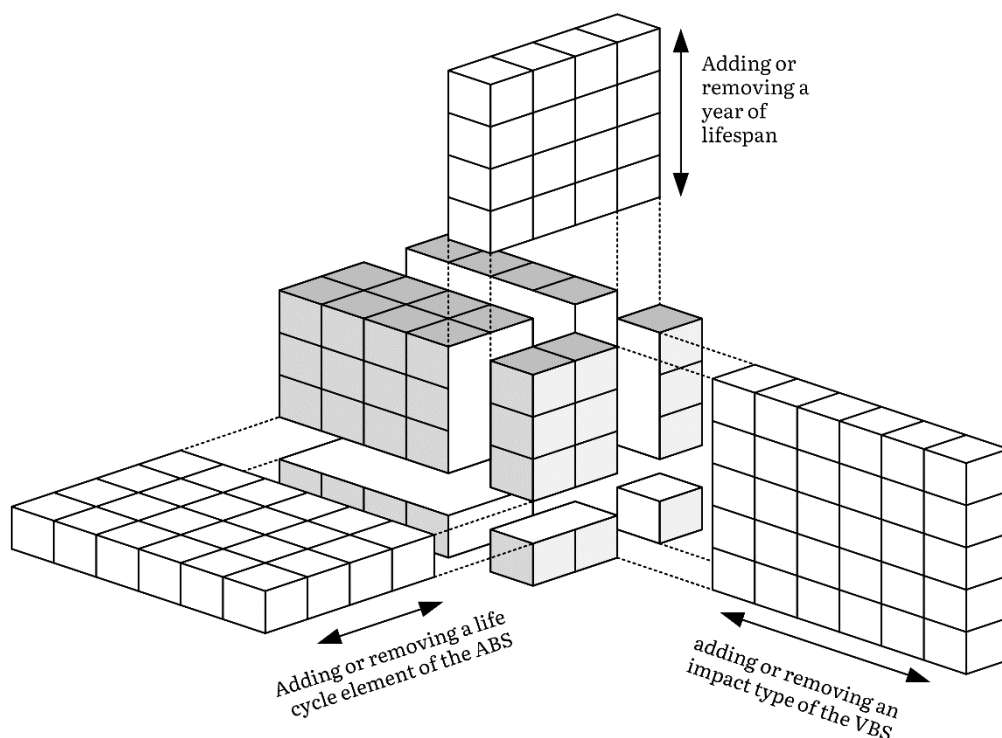 Adding or
removing a
year of
lifespan
Adding or removing a life
cycle element of the ABS
adding or removing an
impact type of the VBS